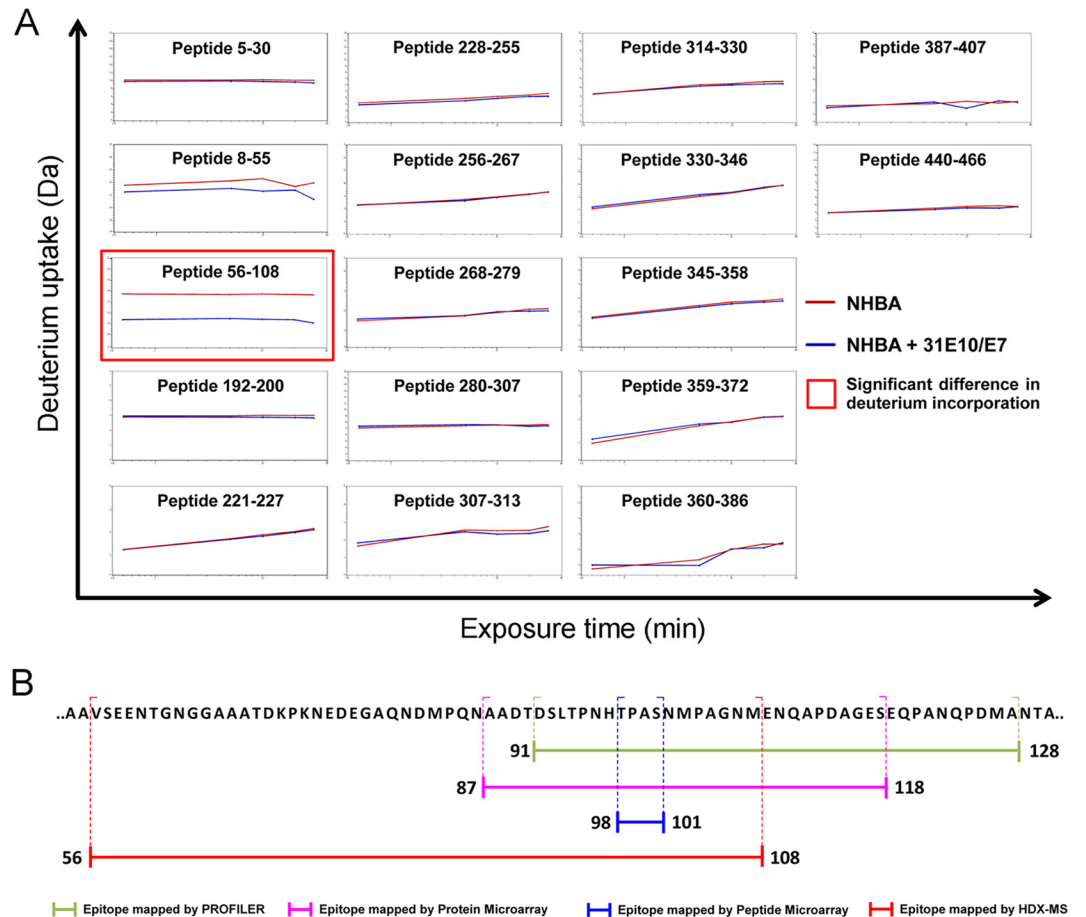 A
Deuterium uptake (Da)
Peptide 5-30
Peptide 228-255
Peptide 314-330
Peptide 387-407
Peptide 8-55
Peptide 256-267
Peptide 330-346
Peptide 440-466
Peptide 56-108
Peptide 268-279
Peptide 345-358
Peptide 192-200
Peptide 280-307
Peptide 359-372
Peptide 221-227
Peptide 307-313
Peptide 360-386
NHBA
NHBA + 31E10/E7
Significant difference in
deuterium incorporation
Exposure time (min)
B
..AAVSEENTGNGGAAATDKPKNEDEGAQNDMPQNAADTDSLTPNHTPASNMPAGNMENQAPDAGESEQPANQPDMANTA..
91 128
87 118
98 101
56 108
Epitope mapped by PROFILER
Epitope mapped by Protein Microarray
Epitope mapped by Peptide Microarray
Epitope mapped by HDX-MS